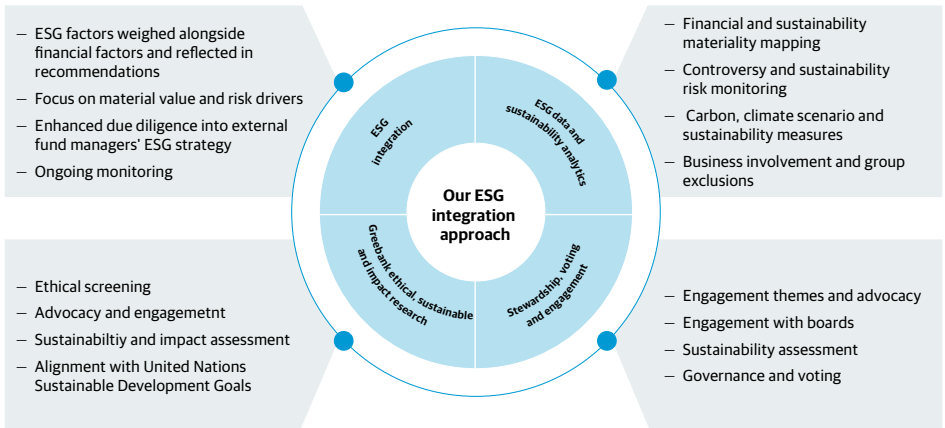 — ESG factors weighed alongside
financial factors and reflected in
recommendations
— Focus on material value and risk drivers
— Enhanced due diligence into external
fund managers' ESG strategy
— Ongoing monitoring
— Financial and sustainability
materiality mapping
— Controversy and sustainability
risk monitoring
— Carbon, climate scenario and
sustainability measures
— Business involvement and group
exclusions
ESG
integration
ESG data and
sustainability analytics
Our ESG
integration
approach
Greebank ethical, sustainable
and impact research
Stewardship, voting
and engagement
— Ethical screening
— Advocacy and engagemetnt
— Sustainabiltiy and impact assessment
— Alignment with United Nations
Sustainable Development Goals
— Engagement themes and advocacy
— Engagement with boards
— Sustainability assessment
— Governance and voting